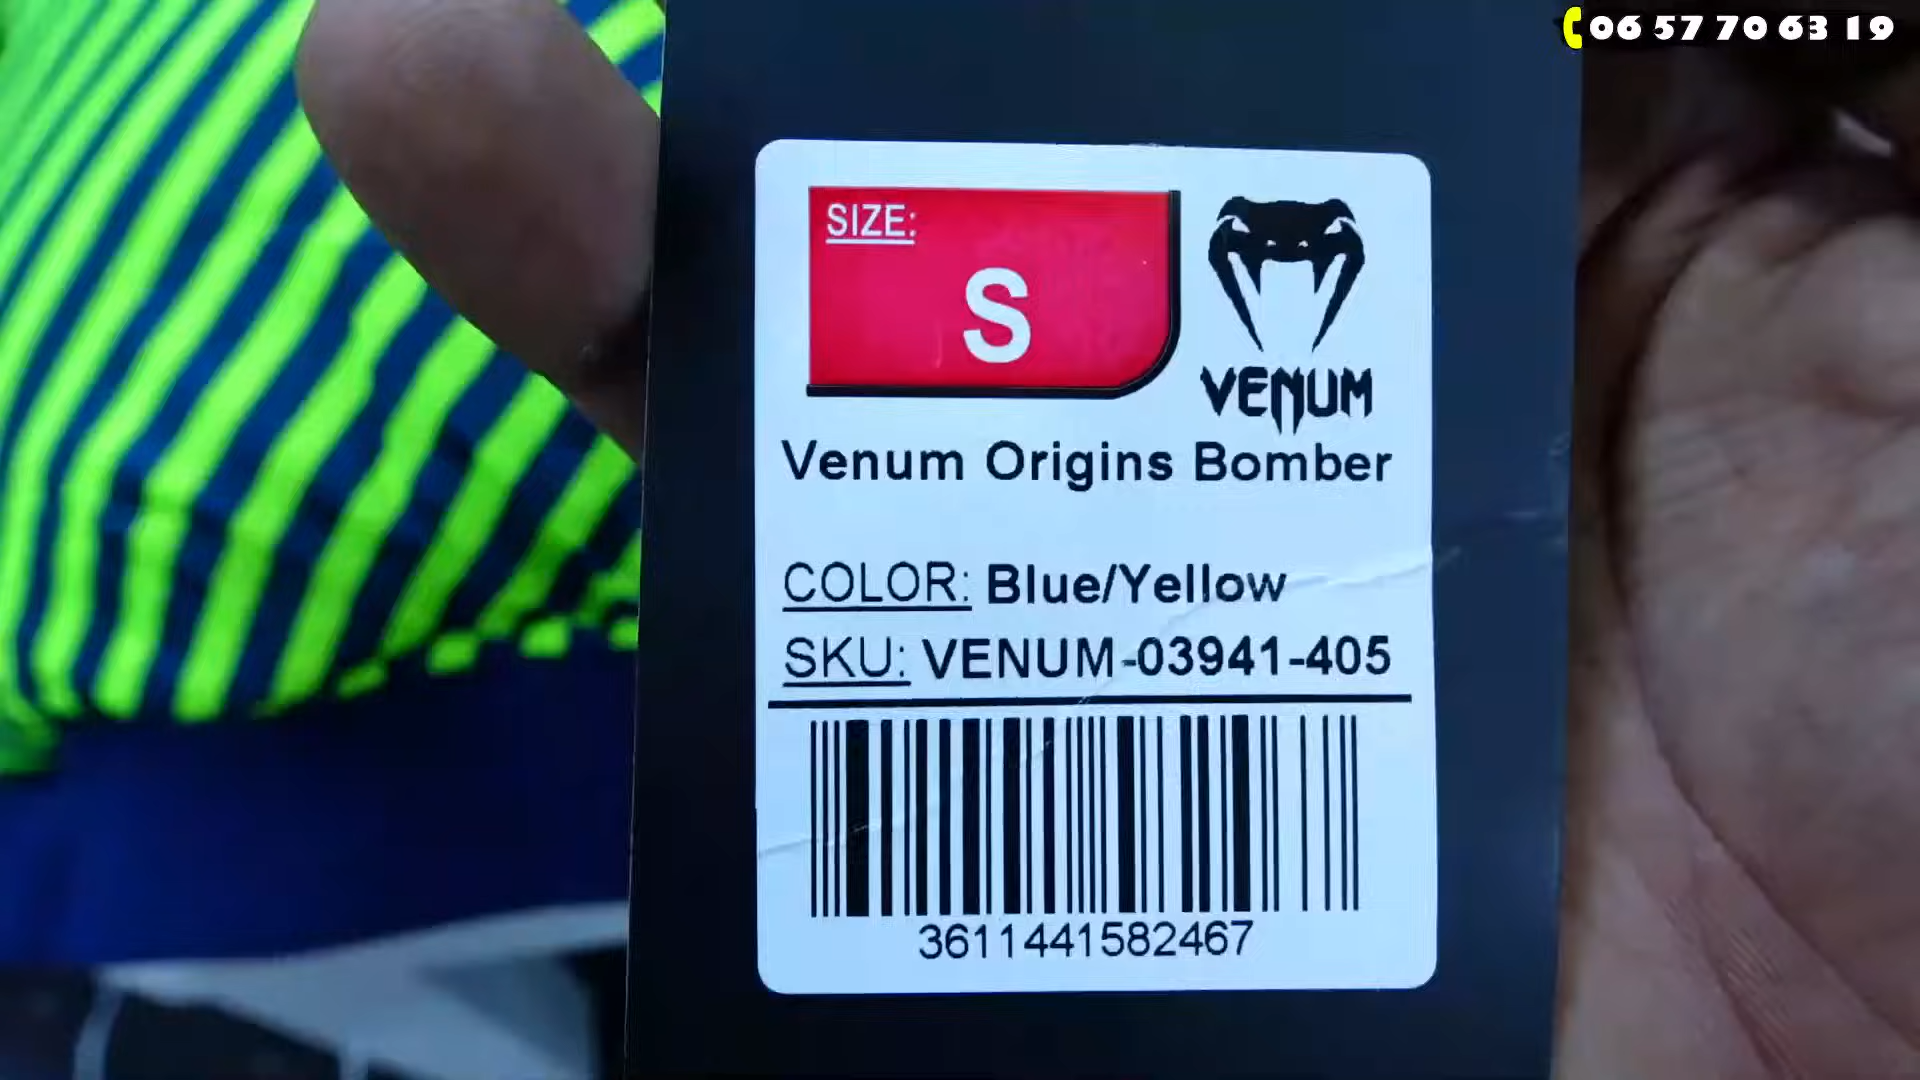 06 57 70 63 19
SIZE:
S
VENUM
Venum Origins Bomber
COLOR: Blue/Yellow
SKU: VENUM-03941-405
3611441582467